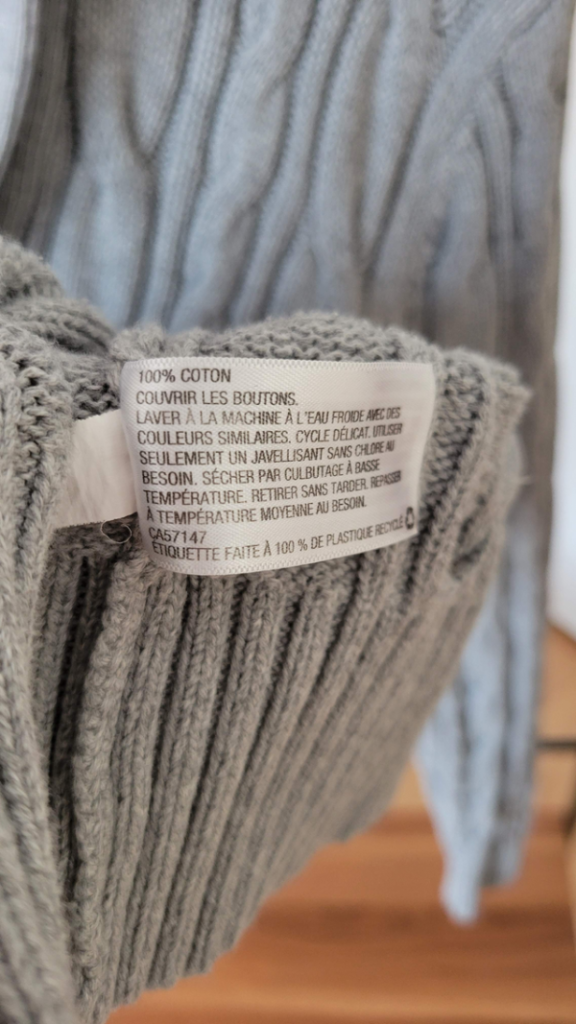 100% COTON
COUVRIR LES BOUTONS.
LAVER À LA MACHINE À L'EAU FROIDE AVEC DES
COULEURS SIMILAIRES. CYCLE DÉLICAT. UTILISER
SEULEMENT UN JAVELLISANT SANS CHLORE AU
BESOIN. SÉCHER PAR CULBUTAGE À BASSE
TEMPÉRATURE. RETIRER SANS TARDER. REPASSER
À TEMPÉRATURE MOYENNE AU BESOIN.
CA57147
ÉTIQUETTE FAITE À 100 % DE PLASTIQUE RECYCLÉ